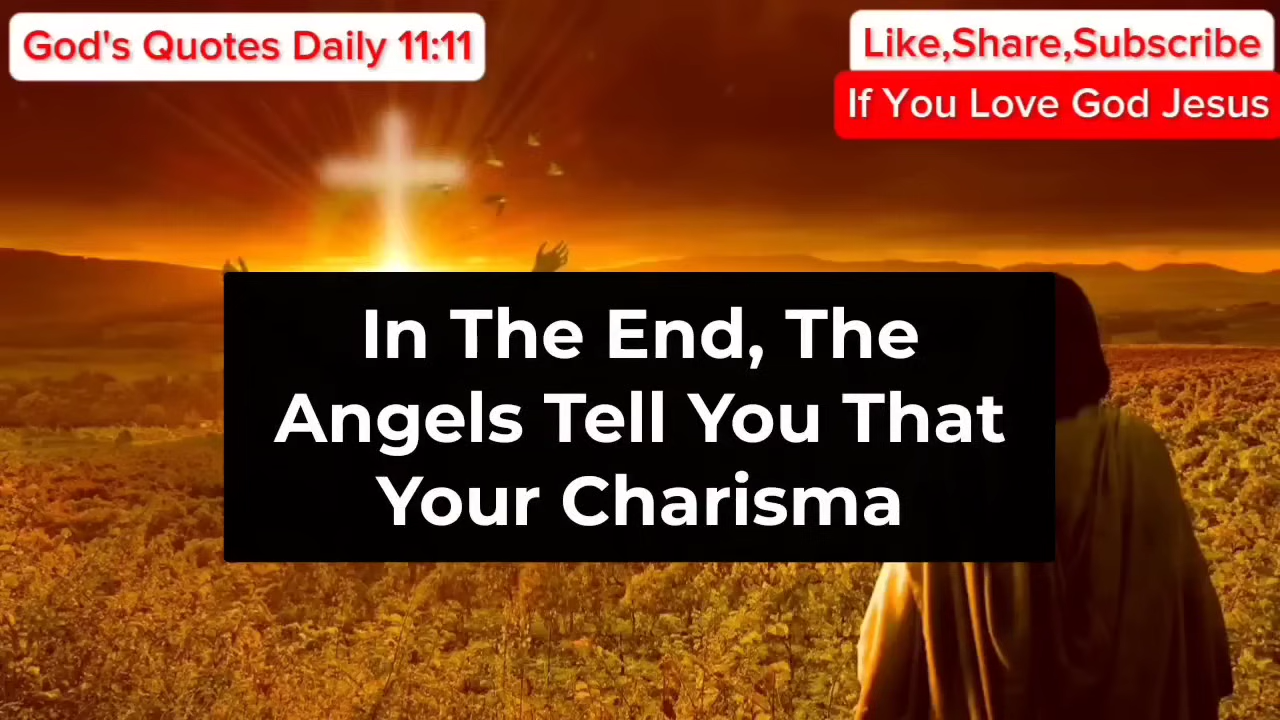 God's Quotes Daily 11:11
Like,Share,Subscribe
If You Love God Jesus
In The End, The
Angels Tell You That
Your Charisma